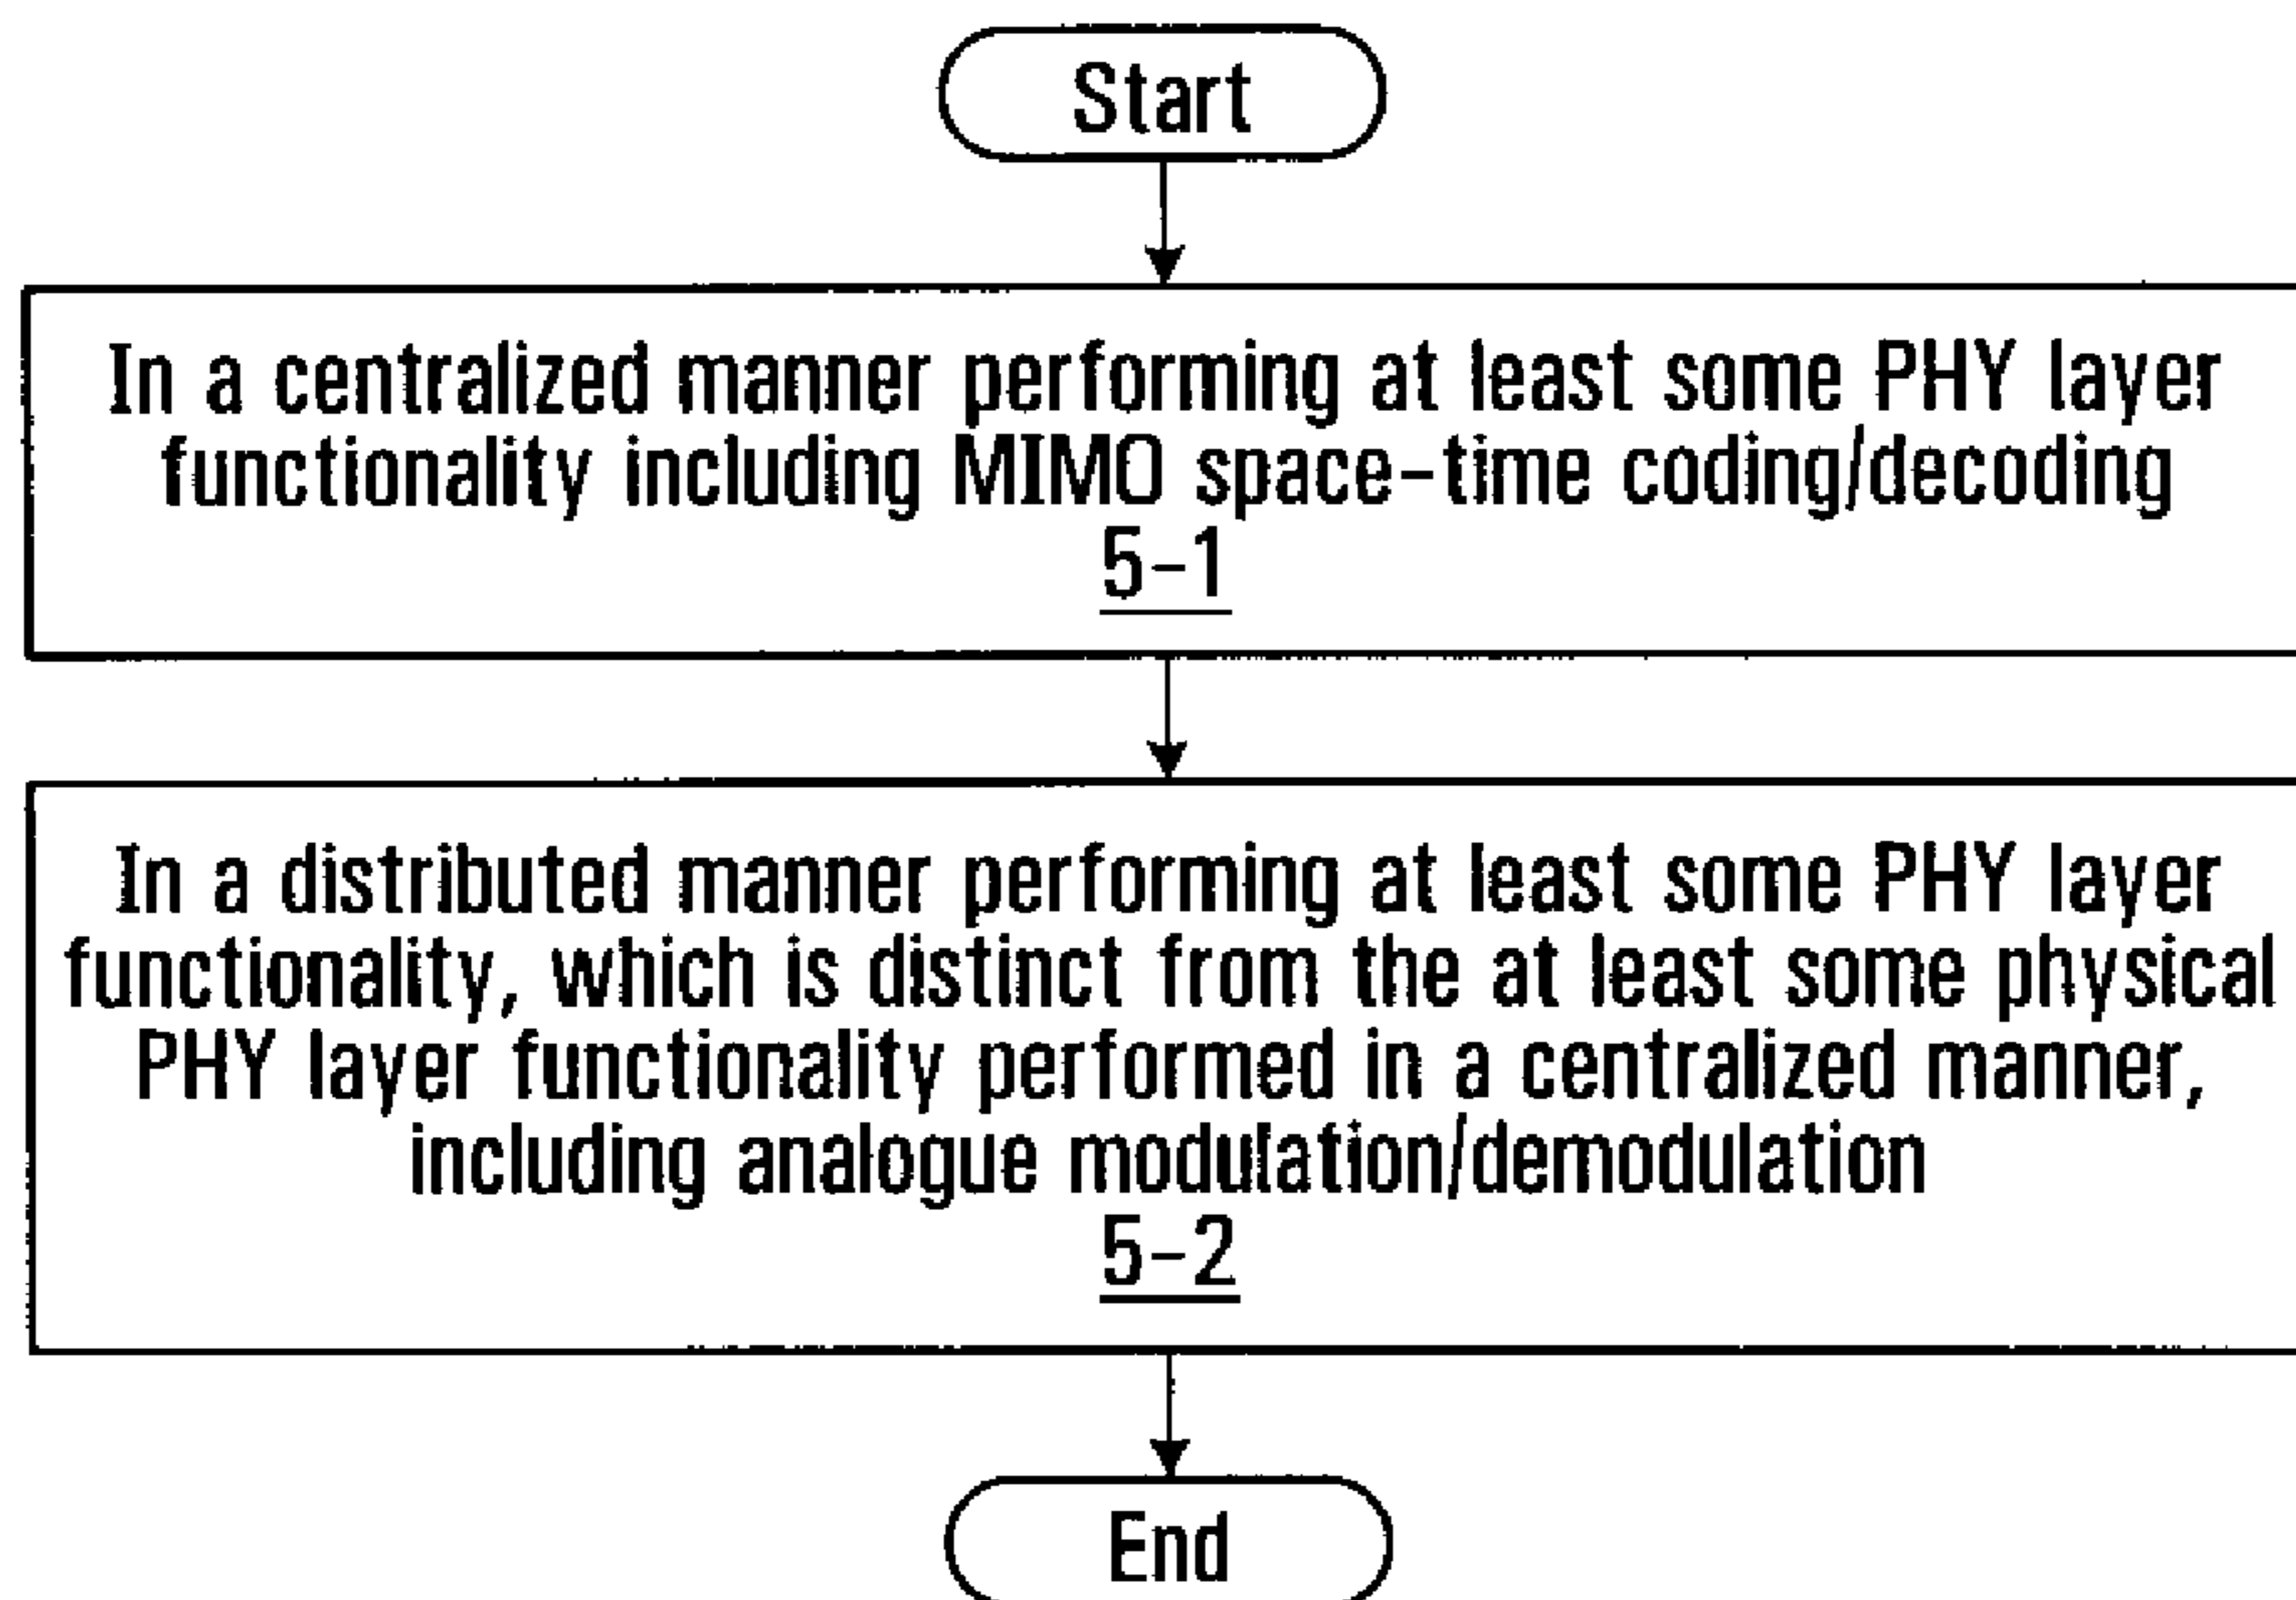 Start
In a centralized manner performing at least some PHY layer
functionality including MIMO space-time coding/decoding
5-1
In a distributed manner performing at least some PHY layer
functionality, which is distinct from the at least some physical
PHY layer functionality performed in a centralized manner,
including analogue modulation/demodulation
5-2
End